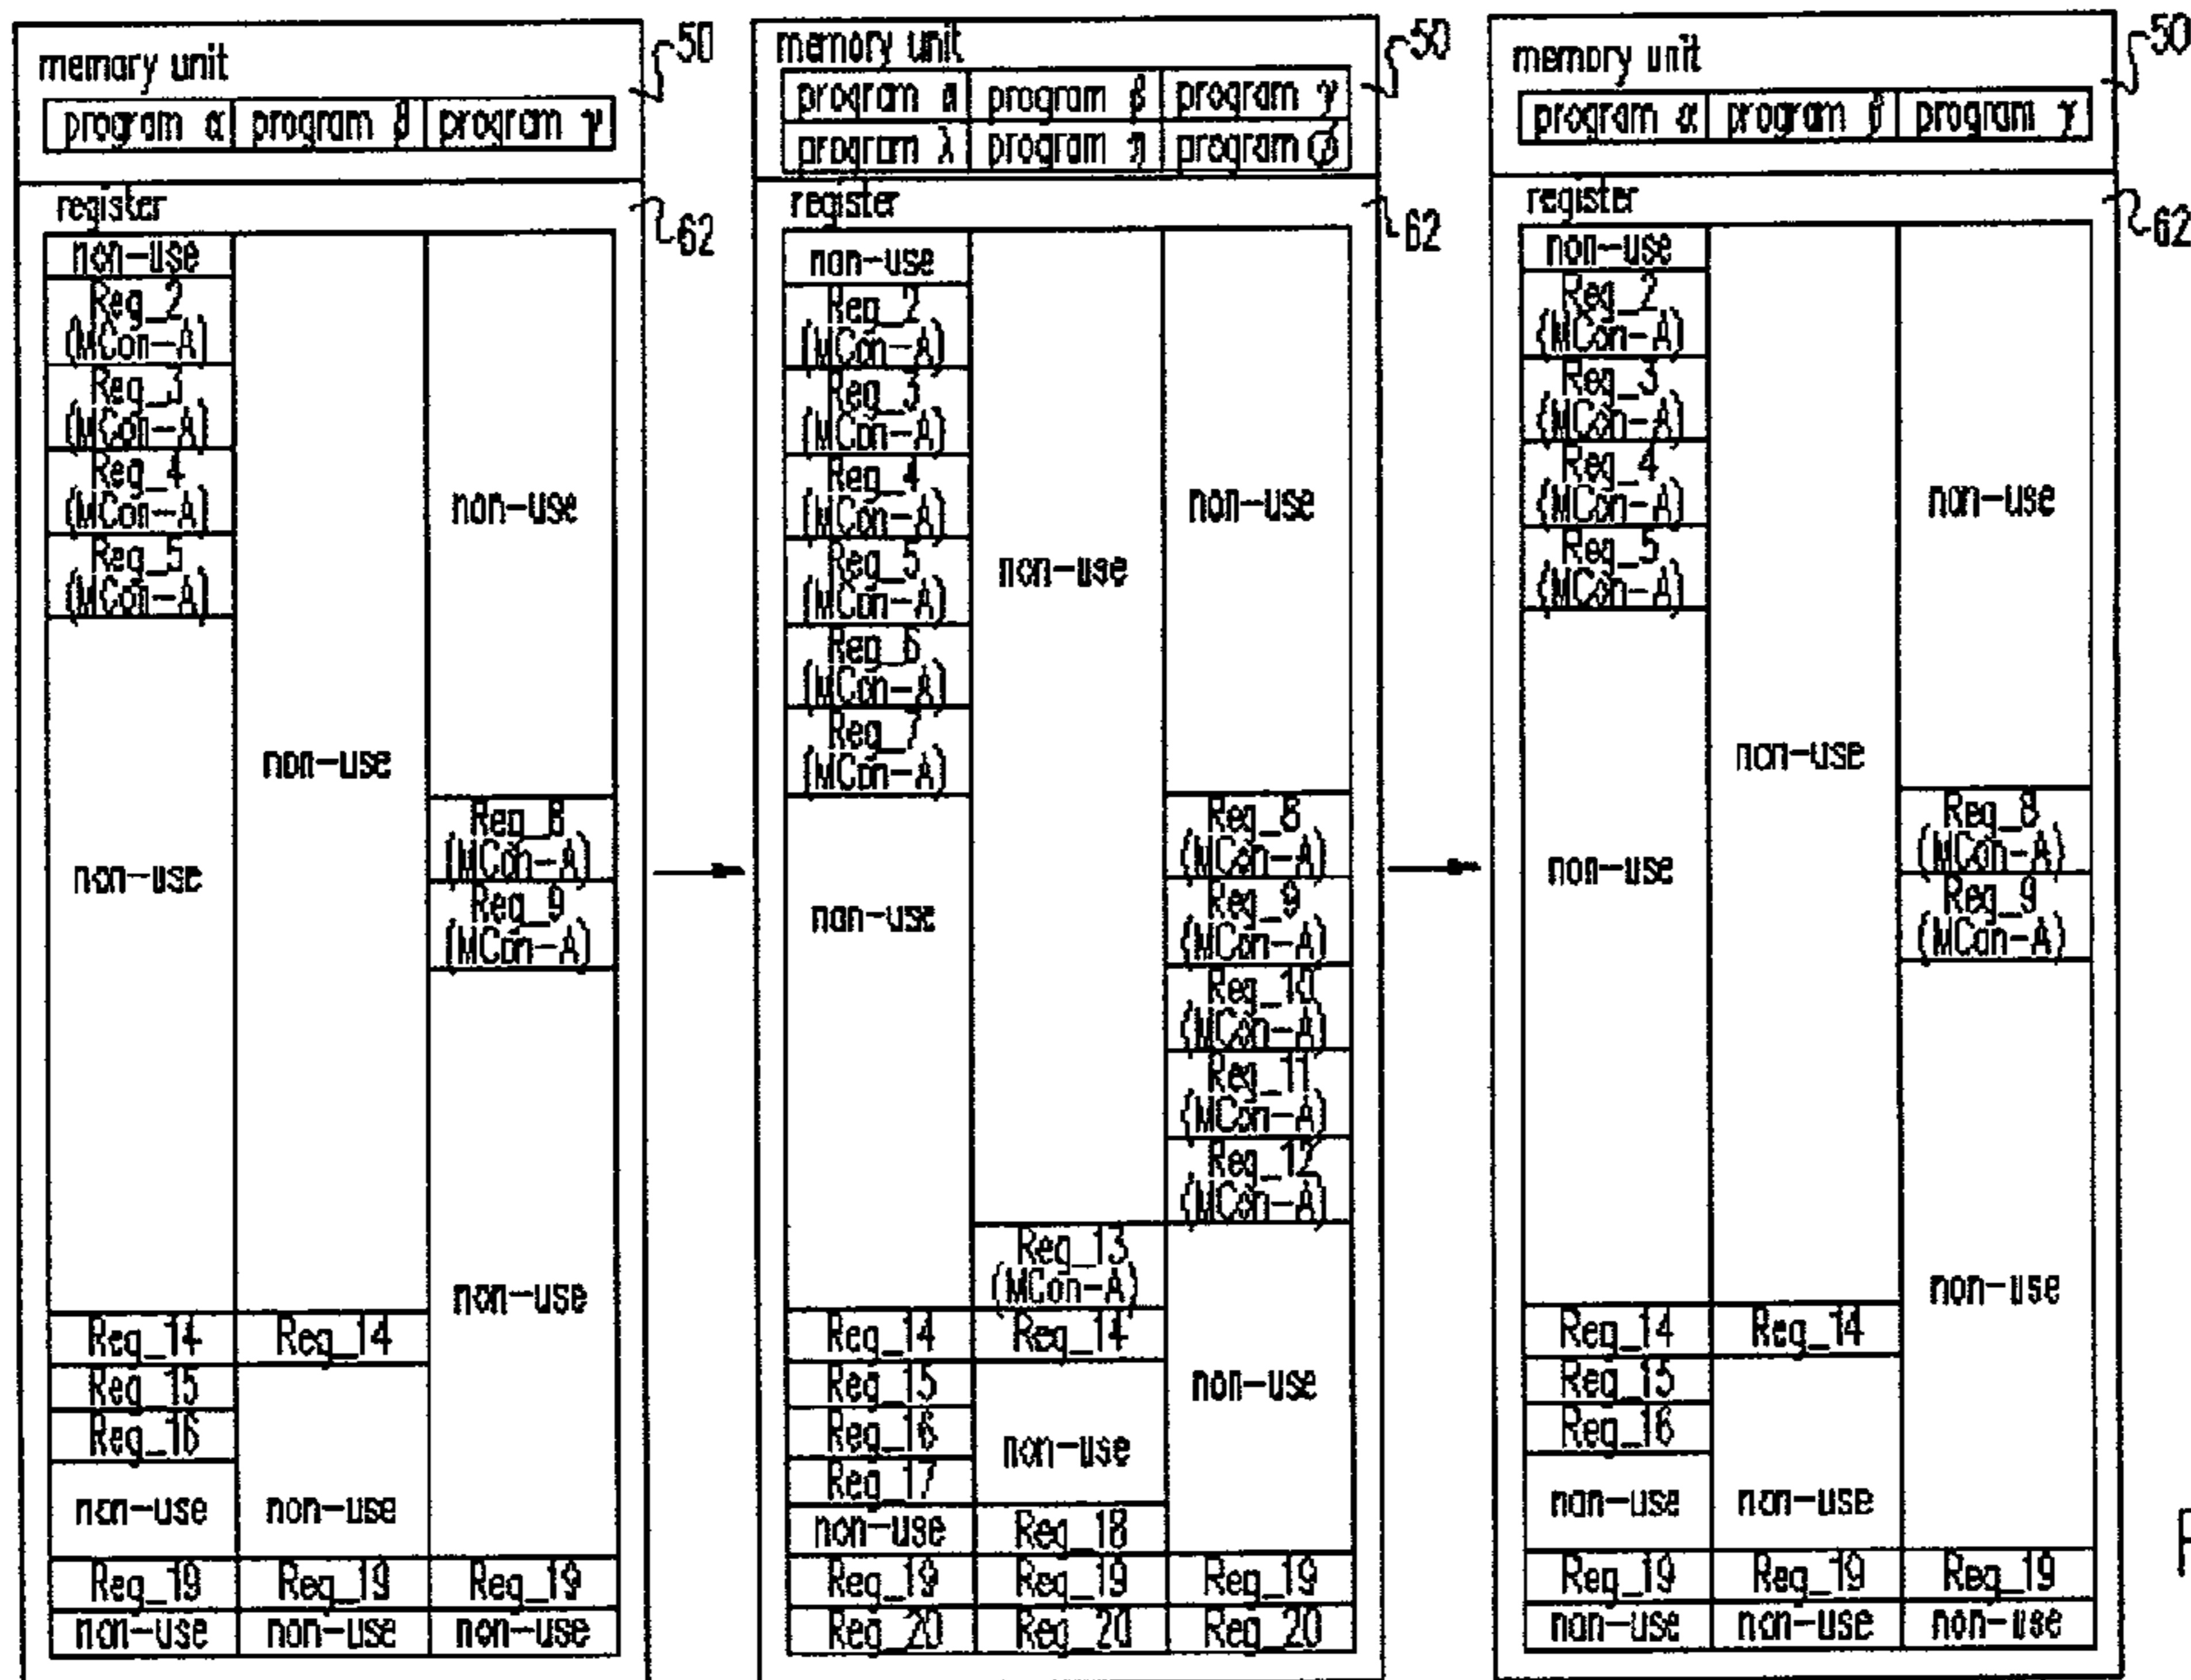 memory unit
50
program α program β program γ
register
62
non-use
Reg_2
(MCon-A)
Reg_3
(MCon-A)
Reg_4
(MCon-A)
Reg_5
(MCon-A)
non-use
Reg_14
Reg_15
Reg_16
non-use
Reg_19
non-use
non-use
Reg_14
non-use
Reg_19
non-use
non-use
Reg_8
(MCon-A)
Reg_9
(MCon-A)
non-use
Reg_19
non-use
memory unit
50
program α program β program γ
program λ program η program ∅
register
62
non-use
Reg_2
(MCon-A)
Reg_3
(MCon-A)
Reg_4
(MCon-A)
Reg_5
(MCon-A)
Reg_6
(MCon-A)
Reg_7
(MCon-A)
non-use
Reg_14
Reg_15
Reg_16
Reg_17
non-use
Reg_19
Reg_20
non-use
Reg_13
(MCon-A)
Reg_14
non-use
Reg_18
Reg_19
Reg_20
non-use
Reg_8
(MCon-A)
Reg_9
(MCon-A)
Reg_10
(MCon-A)
Reg_11
(MCon-A)
Reg_12
(MCon-A)
non-use
Reg_19
Reg_20
memory unit
50
program α program β program γ
register
62
non-use
Reg_2
(MCon-A)
Reg_3
(MCon-A)
Reg_4
(MCon-A)
Reg_5
(MCon-A)
non-use
Reg_14
Reg_15
Reg_16
non-use
Reg_19
non-use
non-use
Reg_14
non-use
Reg_19
non-use
non-use
Reg_8
(MCon-A)
Reg_9
(MCon-A)
non-use
Reg_19
non-use